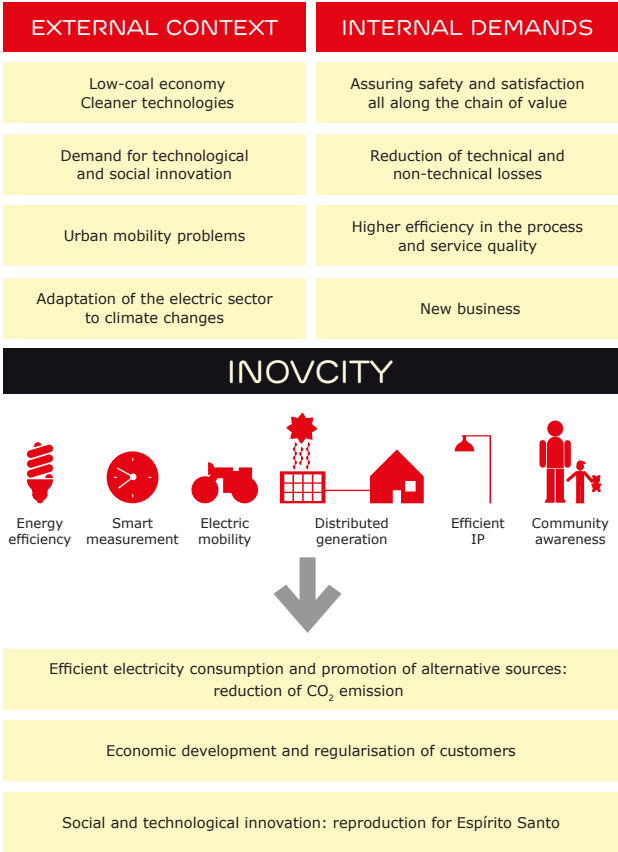 EXTERNAL CONTEXT
Low-coal economy
Cleaner technologies
Demand for technological
and social innovation
Urban mobility problems
Adaptation of the electric sector
to climate changes
INTERNAL DEMANDS
Assuring safety and satisfaction
all along the chain of value
Reduction of technical and
non-technical losses
Higher efficiency in the process
and service quality
New business
INOVCITY
Energy
efficiency
Smart
measurement
Electric
mobility
Distributed
generation
Efficient
IP
Community
awareness
Efficient electricity consumption and promotion of alternative sources:
reduction of CO₂ emission
Economic development and regularisation of customers
Social and technological innovation: reproduction for Espírito Santo